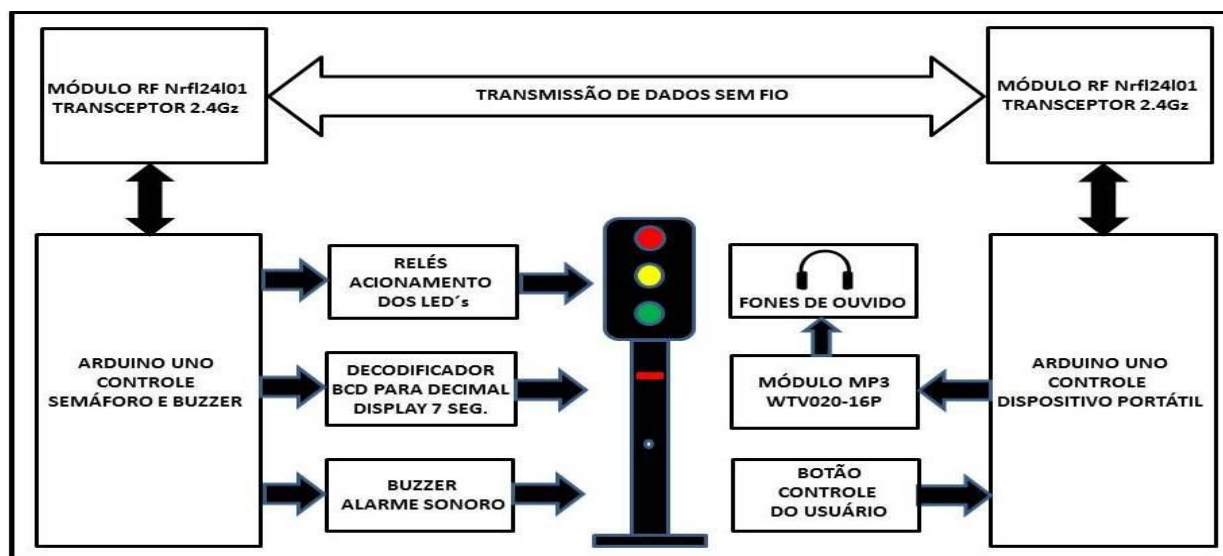 MÓDULO RF Nrfl24l01
TRANSCEPTOR 2.4Gz
TRANSMISSÃO DE DADOS SEM FIO
MÓDULO RF Nrfl24l01
TRANSCEPTOR 2.4Gz
ARDUINO UNO
CONTROLE
SEMÁFORO E BUZZER
RELÉS
ACIONAMENTO
DOS LED´s
DECODIFICADOR
BCD PARA DECIMAL
DISPLAY 7 SEG.
BUZZER
ALARME SONORO
FONES DE OUVIDO
MÓDULO MP3
WTV020-16P
BOTÃO
CONTROLE
DO USUÁRIO
ARDUINO UNO
CONTROLE
DISPOSITIVO PORTÁTIL